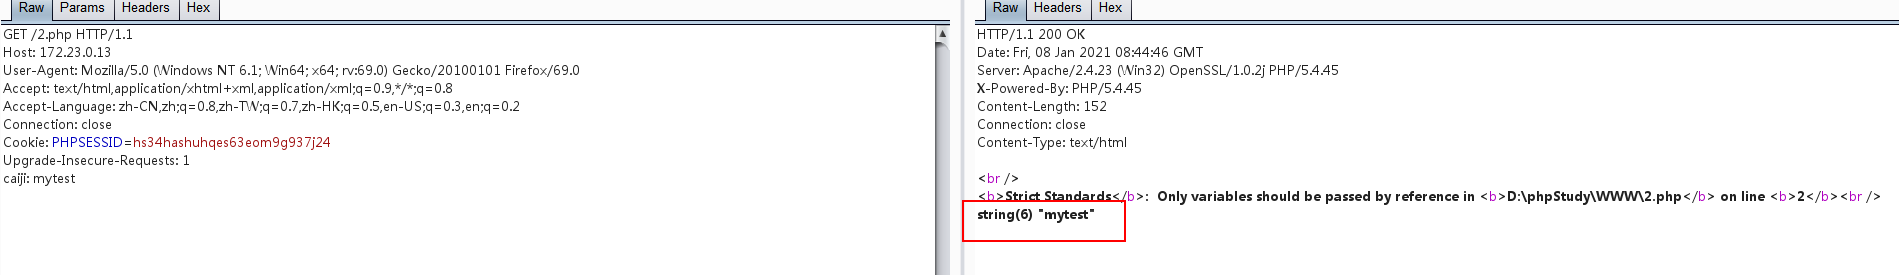 Raw Params Headers Hex
GET /2.php HTTP/1.1
Host: 172.23.0.13
User-Agent: Mozilla/5.0 (Windows NT 6.1; Win64; x64; rv:69.0) Gecko/20100101 Firefox/69.0
Accept: text/html,application/xhtml+xml,application/xml;q=0.9,*/*;q=0.8
Accept-Language: zh-CN,zh;q=0.8,zh-TW;q=0.7,zh-HK;q=0.5,en-US;q=0.3,en;q=0.2
Connection: close
Cookie: PHPSESSID=hs34hashuhqes63eom9g937j24
Upgrade-Insecure-Requests: 1
caiji: mytest
Raw Headers Hex
HTTP/1.1 200 OK
Date: Fri, 08 Jan 2021 08:44:46 GMT
Server: Apache/2.4.23 (Win32) OpenSSL/1.0.2j PHP/5.4.45
X-Powered-By: PHP/5.4.45
Content-Length: 152
Connection: close
Content-Type: text/html
<br />
<b>Strict Standards</b>:  Only variables should be passed by reference in <b>D:\phpStudy\WWW\2.php</b> on line <b>2</b><br />
string(6) "mytest"